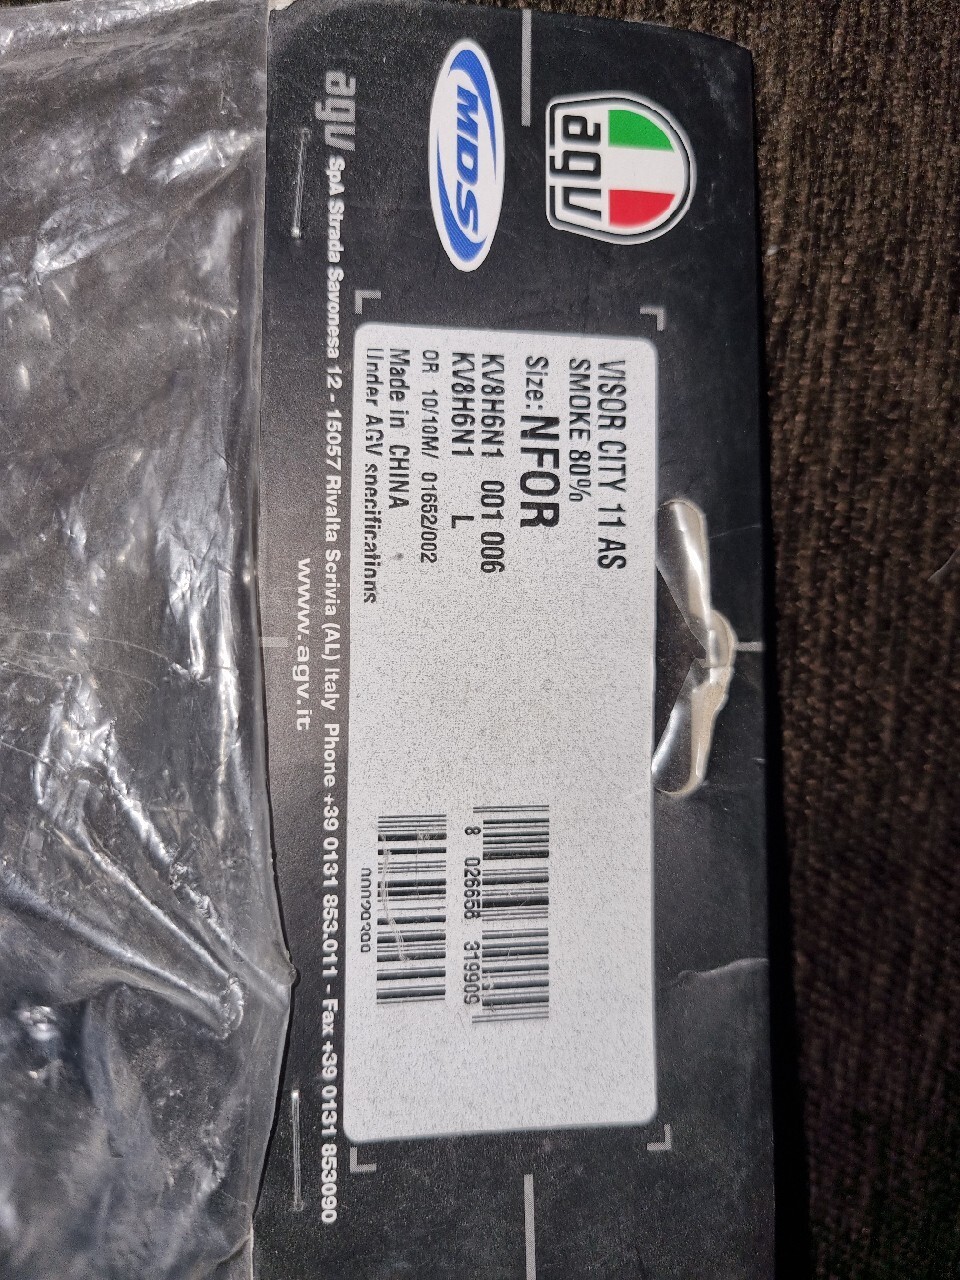 agv
MDS
VISOR CITY 11 AS
SMOKE 80%
Size: NFOR
KV8H6N1 001 006
KV8H6N1 L
OR 10/10M/ 01652/002
Made in CHINA
Under AGV specifications
8 026656 319909
agv SpA Strada Savonesa 12 - 15057 Rivalta Scrivia (AL) Italy Phone +39 0131 853.011 - Fax +39 0131 853090
www.agv.it